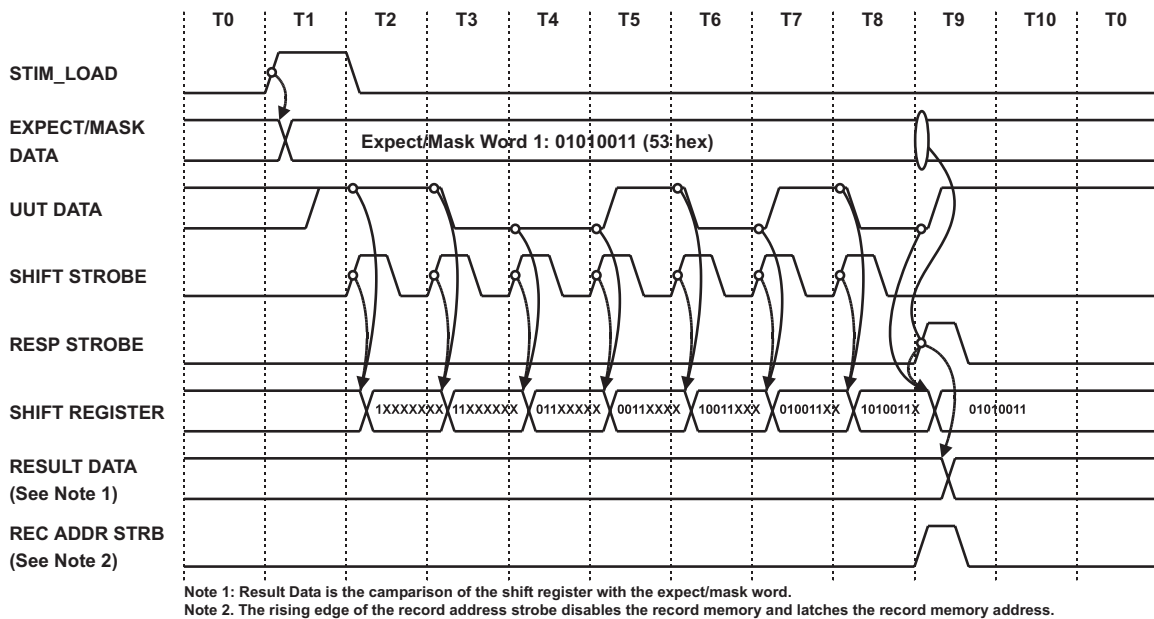 T0 T1 T2 T3 T4 T5 T6 T7 T8 T9 T10 T0
STIM_LOAD
EXPECT/MASK
DATA
Expect/Mask Word 1: 01010011 (53 hex)
UUT DATA
SHIFT STROBE
RESP STROBE
SHIFT REGISTER
1XXXXXXX 11XXXXXX 011XXXXX 0011XXXX 10011XXX 010011XX 1010011X 01010011
RESULT DATA
(See Note 1)
REC ADDR STRB
(See Note 2)
Note 1: Result Data is the camparison of the shift register with the expect/mask word.
Note 2. The rising edge of the record address strobe disables the record memory and latches the record memory address.